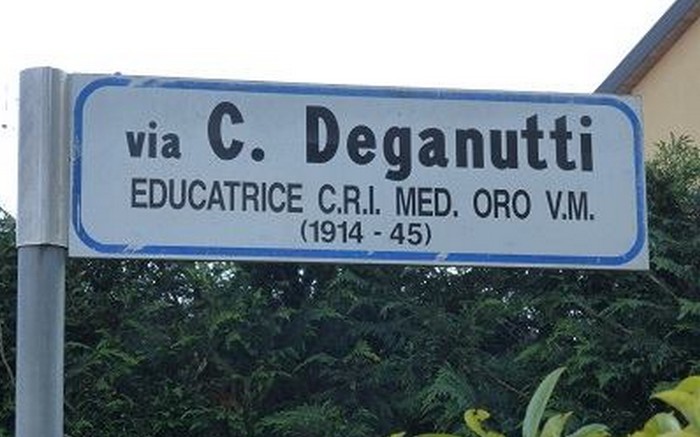 via C. Deganutti
EDUCATRICE C.R.I. MED. ORO V.M.
(1914 - 45)